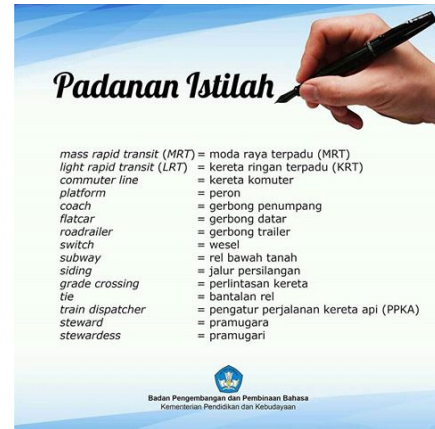 Padanan Istilah
mass rapid transit (MRT) = moda raya terpadu (MRT)
light rapid transit (LRT) = kereta ringan terpadu (KRT)
commuter line = kereta komuter
platform = peron
coach = gerbong penumpang
flatcar = gerbong datar
roadrailer = gerbong trailer
switch = wesel
subway = rel bawah tanah
siding = jalur persilangan
grade crossing = perlintasan kereta
tie = bantalan rel
train dispatcher = pengatur perjalanan kereta api (PPKA)
steward = pramugara
stewardess = pramugari
Badan Pengembangan dan Pembinaan Bahasa
Kementerian Pendidikan dan Kebudayaan